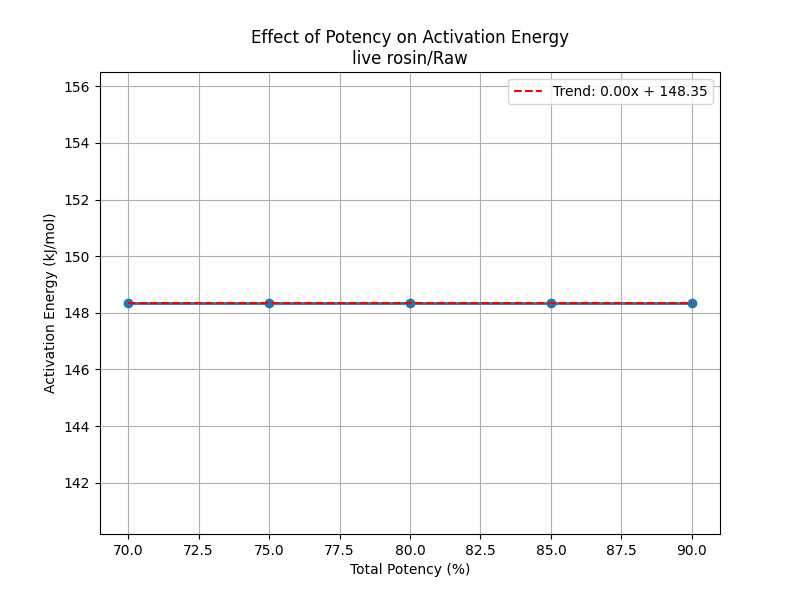 Effect of Potency on Activation Energy
live rosin/Raw
Trend: 0.00x + 148.35
Activation Energy (kJ/mol)
156
154
152
150
148
146
144
142
70.0 72.5 75.0 77.5 80.0 82.5 85.0 87.5 90.0
Total Potency (%)